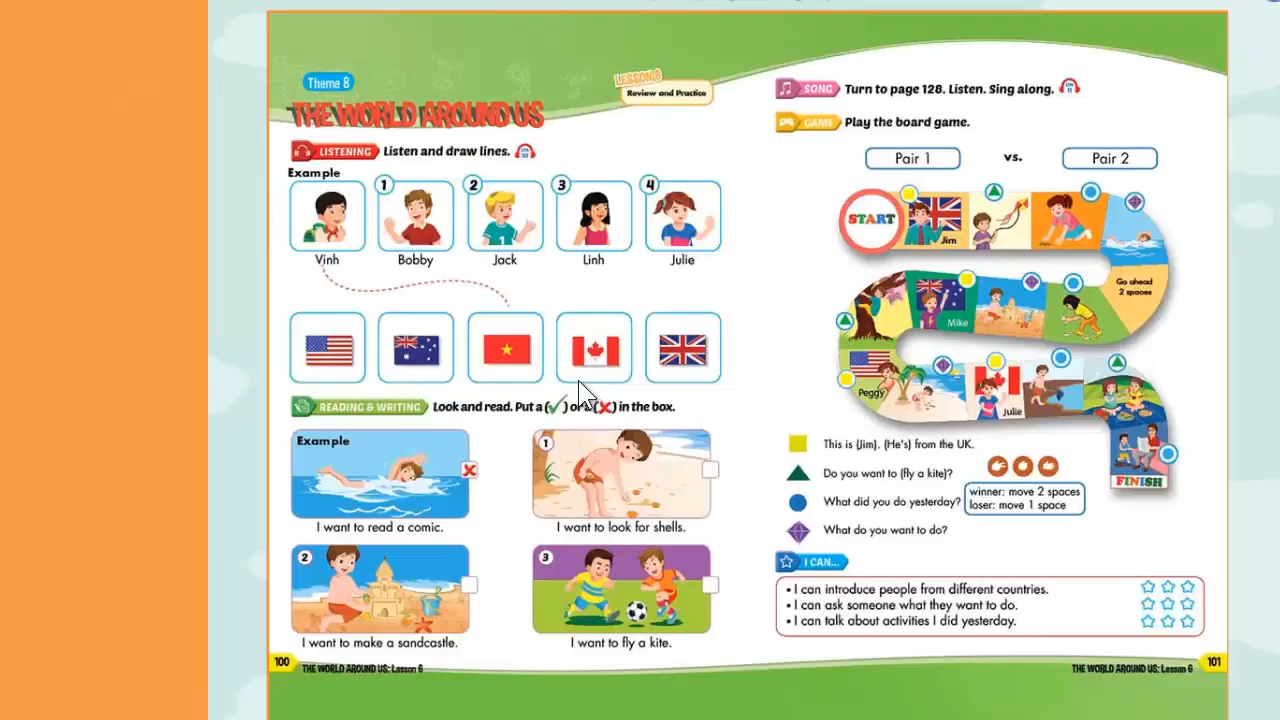 Theme 8
THE WORLD AROUND US
LESSON 6
Review and Practice
LISTENING Listen and draw lines.
Example
1
2
3
4
Vinh
Bobby
Jack
Linh
Julie
READING & WRITING Look and read. Put a (✓) or (✗) in the box.
Example
I want to read a comic.
1
I want to look for shells.
2
I want to make a sandcastle.
3
I want to fly a kite.
100
THE WORLD AROUND US: Lesson 6
SONG Turn to page 128. Listen. Sing along.
GAME Play the board game.
Pair 1 vs. Pair 2
START
Jim
Go ahead
2 spaces
Mike
Peggy
Julie
FINISH
This is (Jim). (He's) from the UK.
Do you want to (fly a kite)?
What did you do yesterday?
What do you want to do?
winner: move 2 spaces
loser: move 1 space
I CAN...
• I can introduce people from different countries.
• I can ask someone what they want to do.
• I can talk about activities I did yesterday.
THE WORLD AROUND US: Lesson 6
101